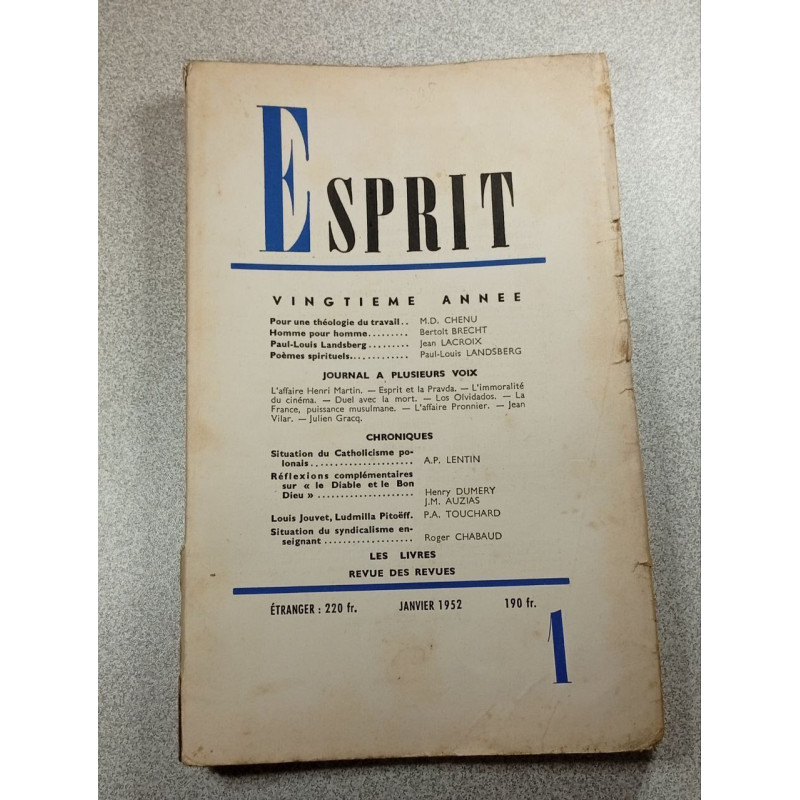 ESPRIT
VINGTIEME ANNEE
Pour une théologie du travail.. M.D. CHENU
Homme pour homme......... Bertolt BRECHT
Paul-Louis Landsberg......... Jean LACROIX
Poèmes spirituels............ Paul-Louis LANDSBERG
JOURNAL A PLUSIEURS VOIX
L'affaire Henri Martin. — Esprit et la Pravda. — L'immoralité
du cinéma. — Duel avec la mort. — Los Olvidados. — La
France, puissance musulmane. — L'affaire Pronnier. — Jean
Vilar. — Julien Gracq.
CHRONIQUES
Situation du Catholicisme po-
lonais...................... A.P. LENTIN
Réflexions complémentaires
sur « le Diable et le Bon
Dieu » ..................... Henry DUMERY
J.M. AUZIAS
Louis Jouvet, Ludmilla Pitoëff. P.A. TOUCHARD
Situation du syndicalisme en-
seignant ................... Roger CHABAUD
LES LIVRES
REVUE DES REVUES
ÉTRANGER : 220 fr. JANVIER 1952 190 fr.
1